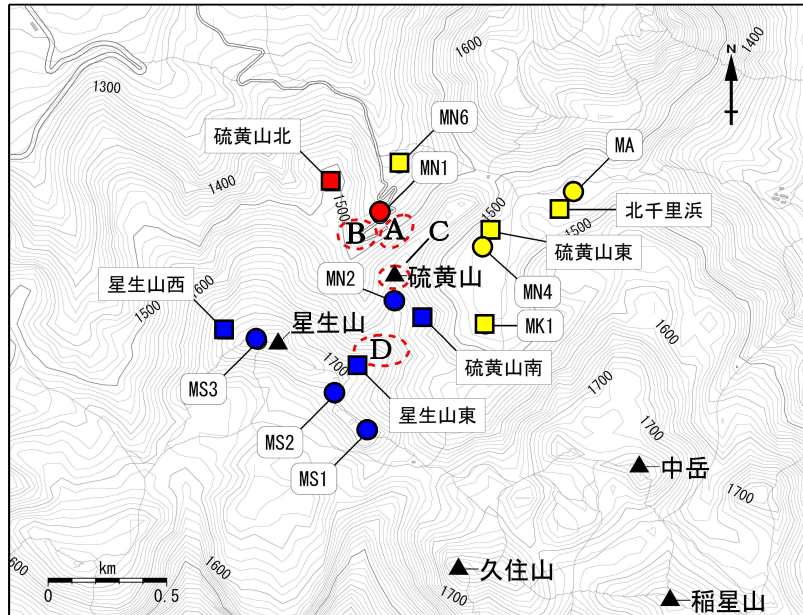 1600
1400
N
1300
MN6
硫黄山北
MN1
MA
1400
1500
1500
北千里浜
1500
B
A
C
硫黄山東
硫黄山
MN2
MN4
星生山西
1600
1500
星生山
MK1
1600
D
硫黄山南
1700
MS3
星生山東
1700
MS2
MS1
1700
中岳
1700
km
0
0.5
1600
1600
久住山
1700
稲星山